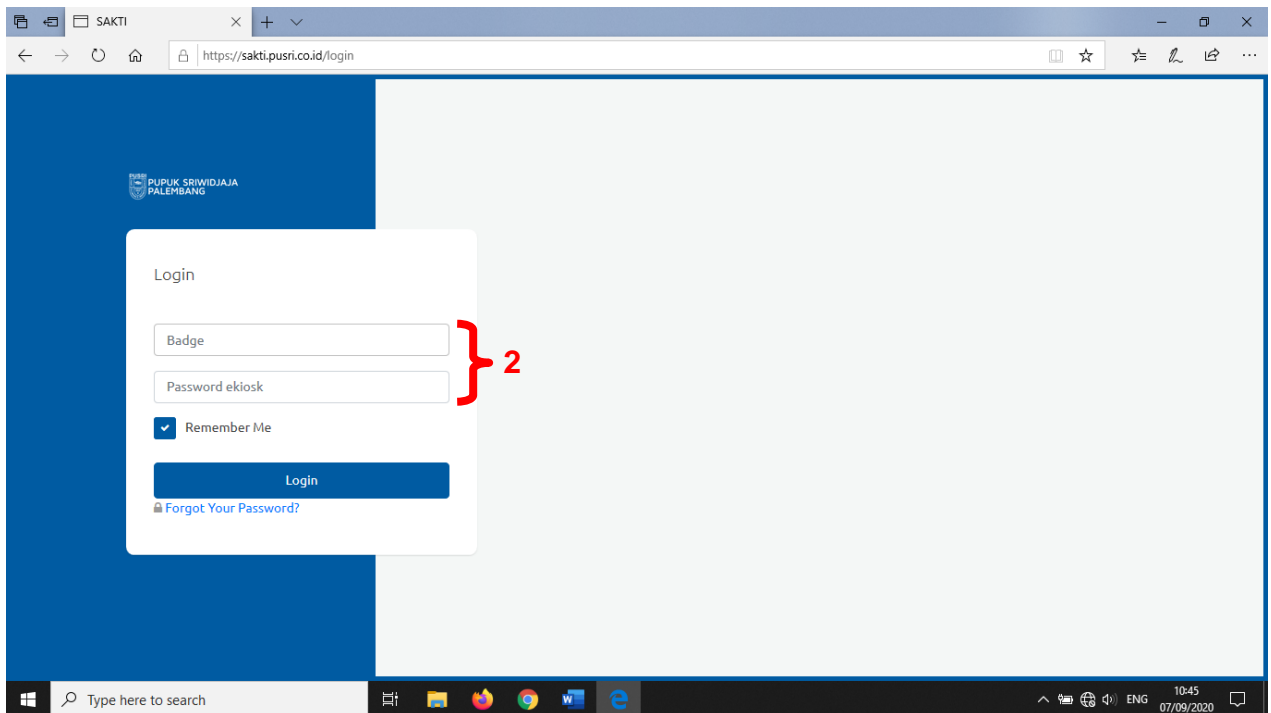 SAKTI
https://sakti.pusri.co.id/login
PUSRI
PUPUK SRIWIDJAJA
PALEMBANG
Login
Badge
2
Password ekiosk
Remember Me
Login
Forgot Your Password?
Type here to search
ENG
10:45
07/09/2020